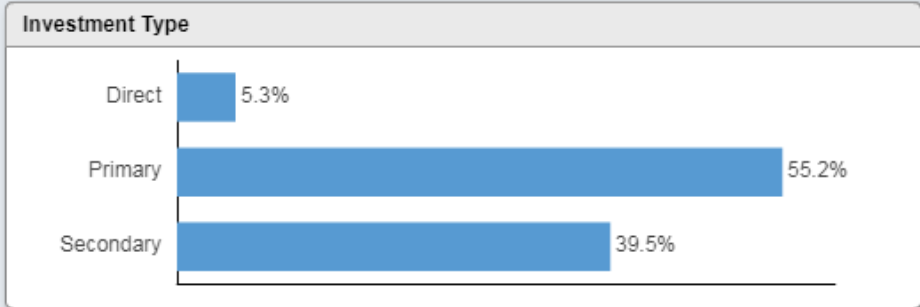 Investment Type
Direct 5.3%
Primary 55.2%
Secondary 39.5%